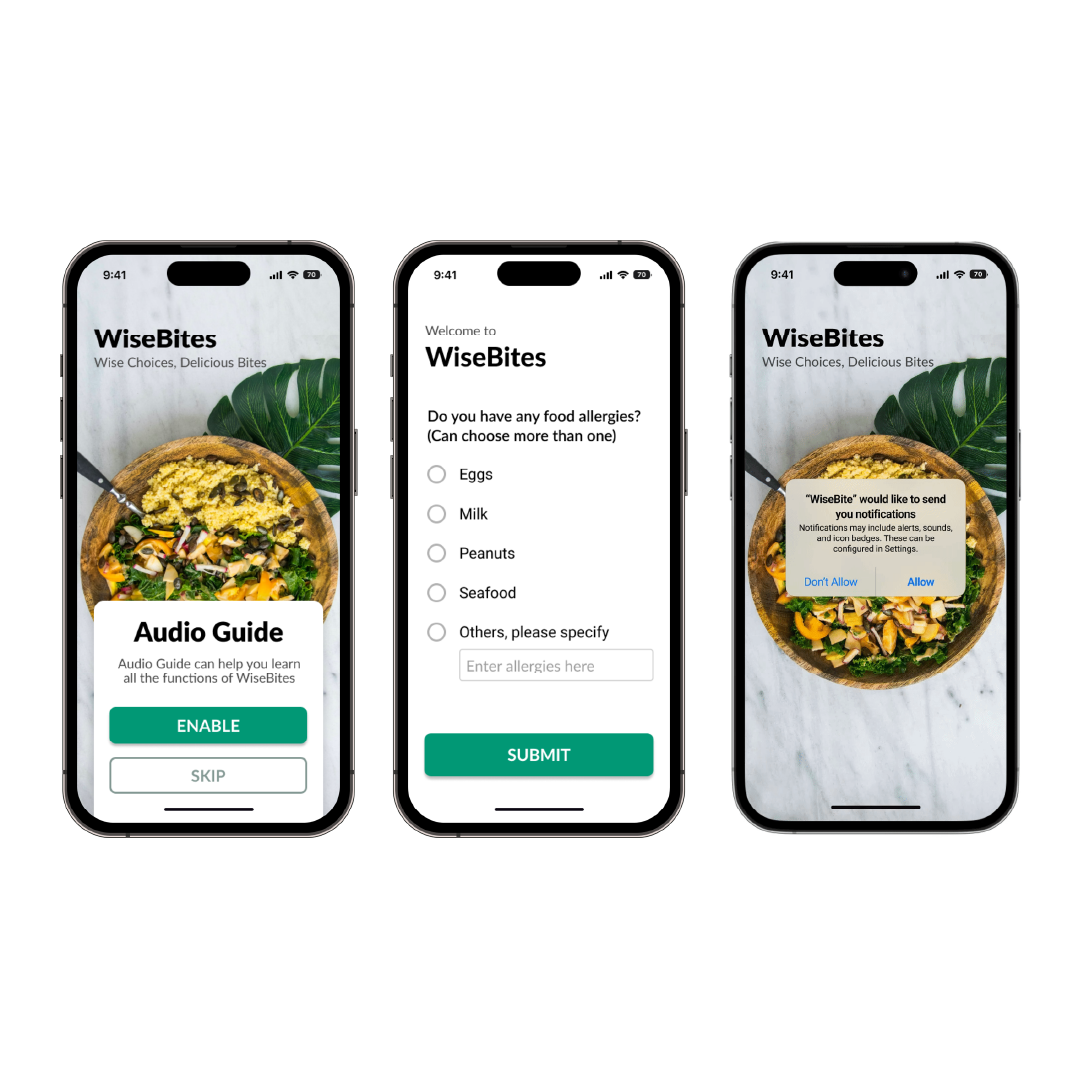 9:41
70
WiseBites
Wise Choices, Delicious Bites
Audio Guide
Audio Guide can help you learn
all the functions of WiseBites
ENABLE
SKIP
9:41
70
Welcome to
WiseBites
Do you have any food allergies?
(Can choose more than one)
Eggs
Milk
Peanuts
Seafood
Others, please specify
Enter allergies here
SUBMIT
9:41
70
WiseBites
Wise Choices, Delicious Bites
“WiseBite” would like to send
you notifications
Notifications may include alerts, sounds,
and icon badges. These can be
configured in Settings.
Don’t Allow
Allow